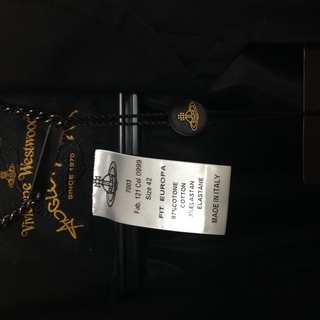 Vivienne Westwood
SINCE 1970
7003
Fab. 121 Col 0999
Size 42
FIT EUROPA
97%COTONE
COTTON
3%ELASTAN
ELASTANE
MADE IN ITALY